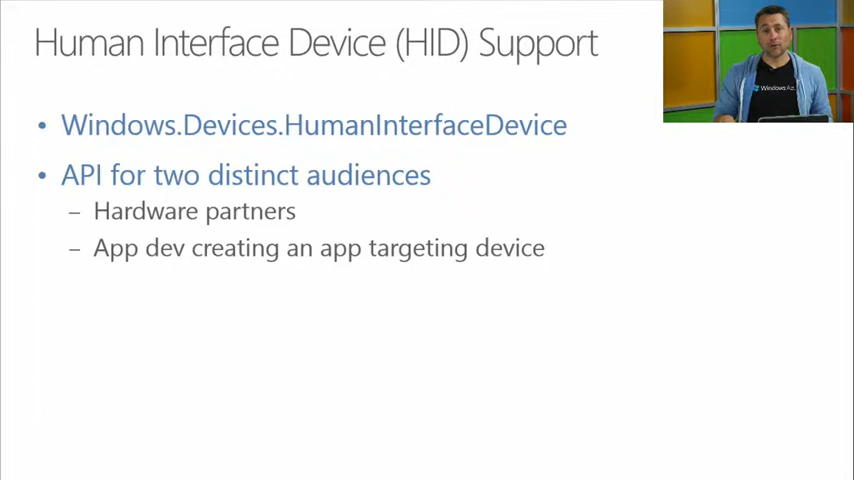 Human Interface Device (HID) Support
• Windows.Devices.HumanInterfaceDevice
• API for two distinct audiences
– Hardware partners
– App dev creating an app targeting device
Windows